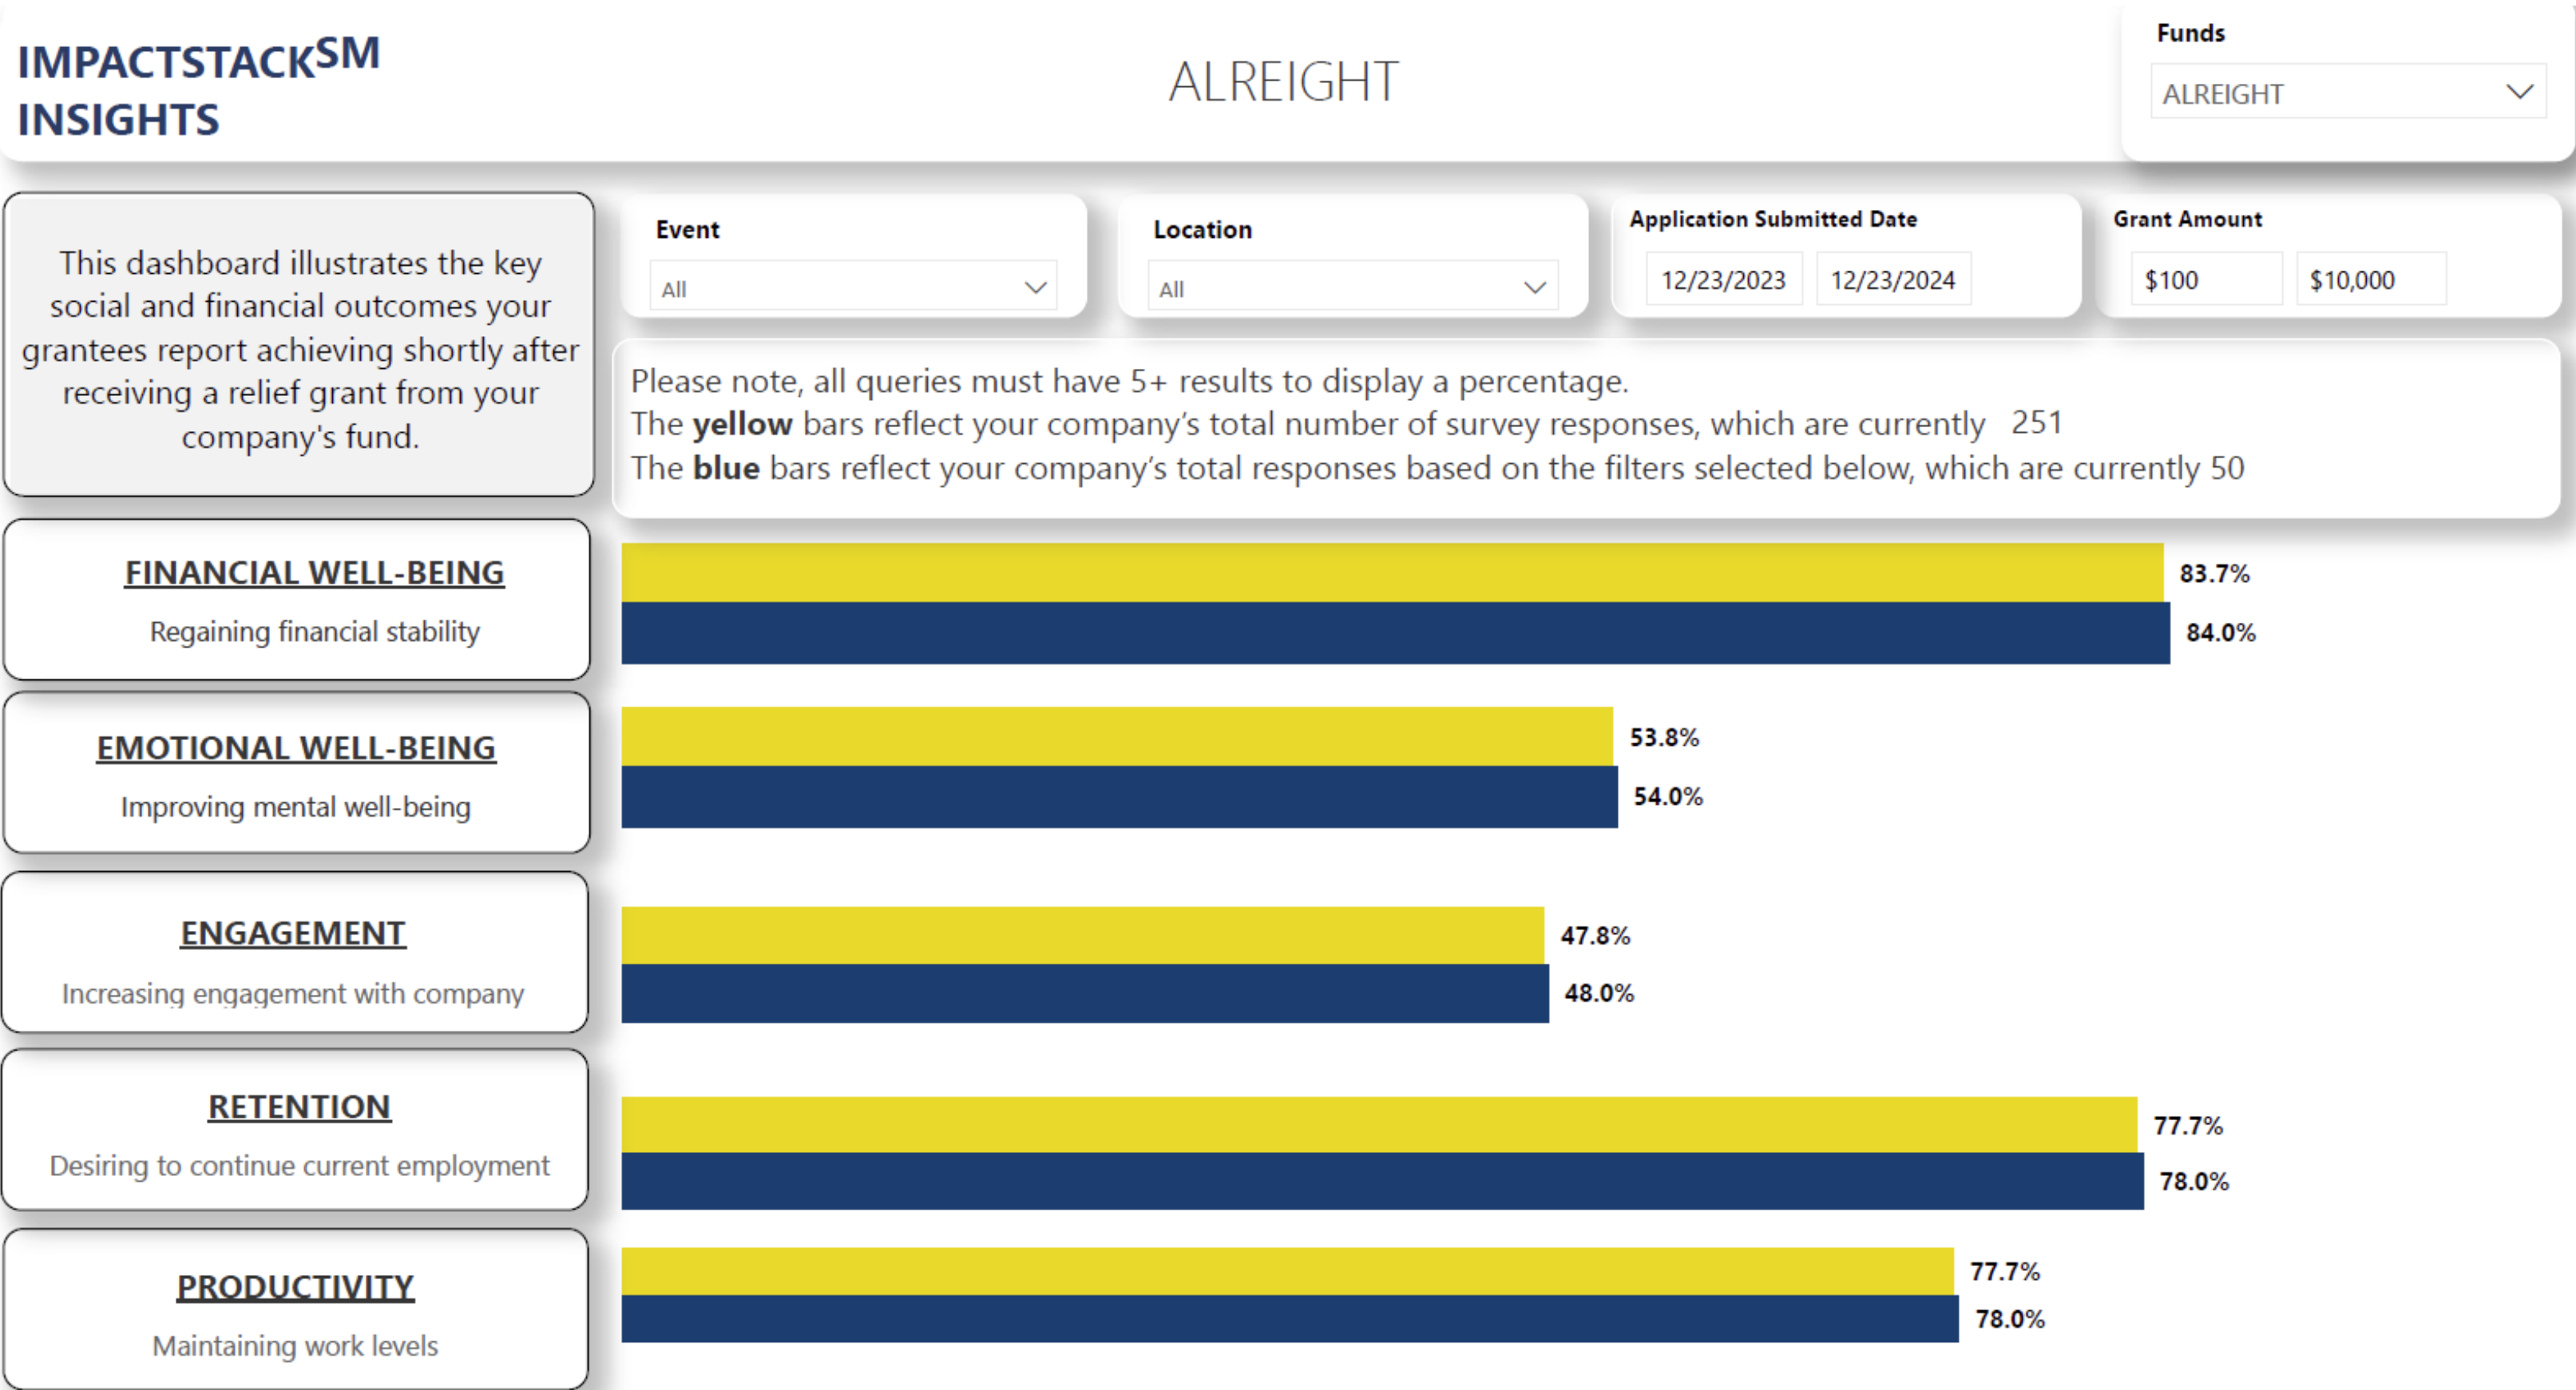 IMPACTSTACKSM
INSIGHTS
ALREIGHT
Funds
ALREIGHT
This dashboard illustrates the key
social and financial outcomes your
grantees report achieving shortly after
receiving a relief grant from your
company's fund.
Event
All
Location
All
Application Submitted Date
12/23/2023 12/23/2024
Grant Amount
$100 $10,000
Please note, all queries must have 5+ results to display a percentage.
The yellow bars reflect your company’s total number of survey responses, which are currently 251
The blue bars reflect your company’s total responses based on the filters selected below, which are currently 50
FINANCIAL WELL-BEING
Regaining financial stability
83.7%
84.0%
EMOTIONAL WELL-BEING
Improving mental well-being
53.8%
54.0%
ENGAGEMENT
Increasing engagement with company
47.8%
48.0%
RETENTION
Desiring to continue current employment
77.7%
78.0%
PRODUCTIVITY
Maintaining work levels
77.7%
78.0%